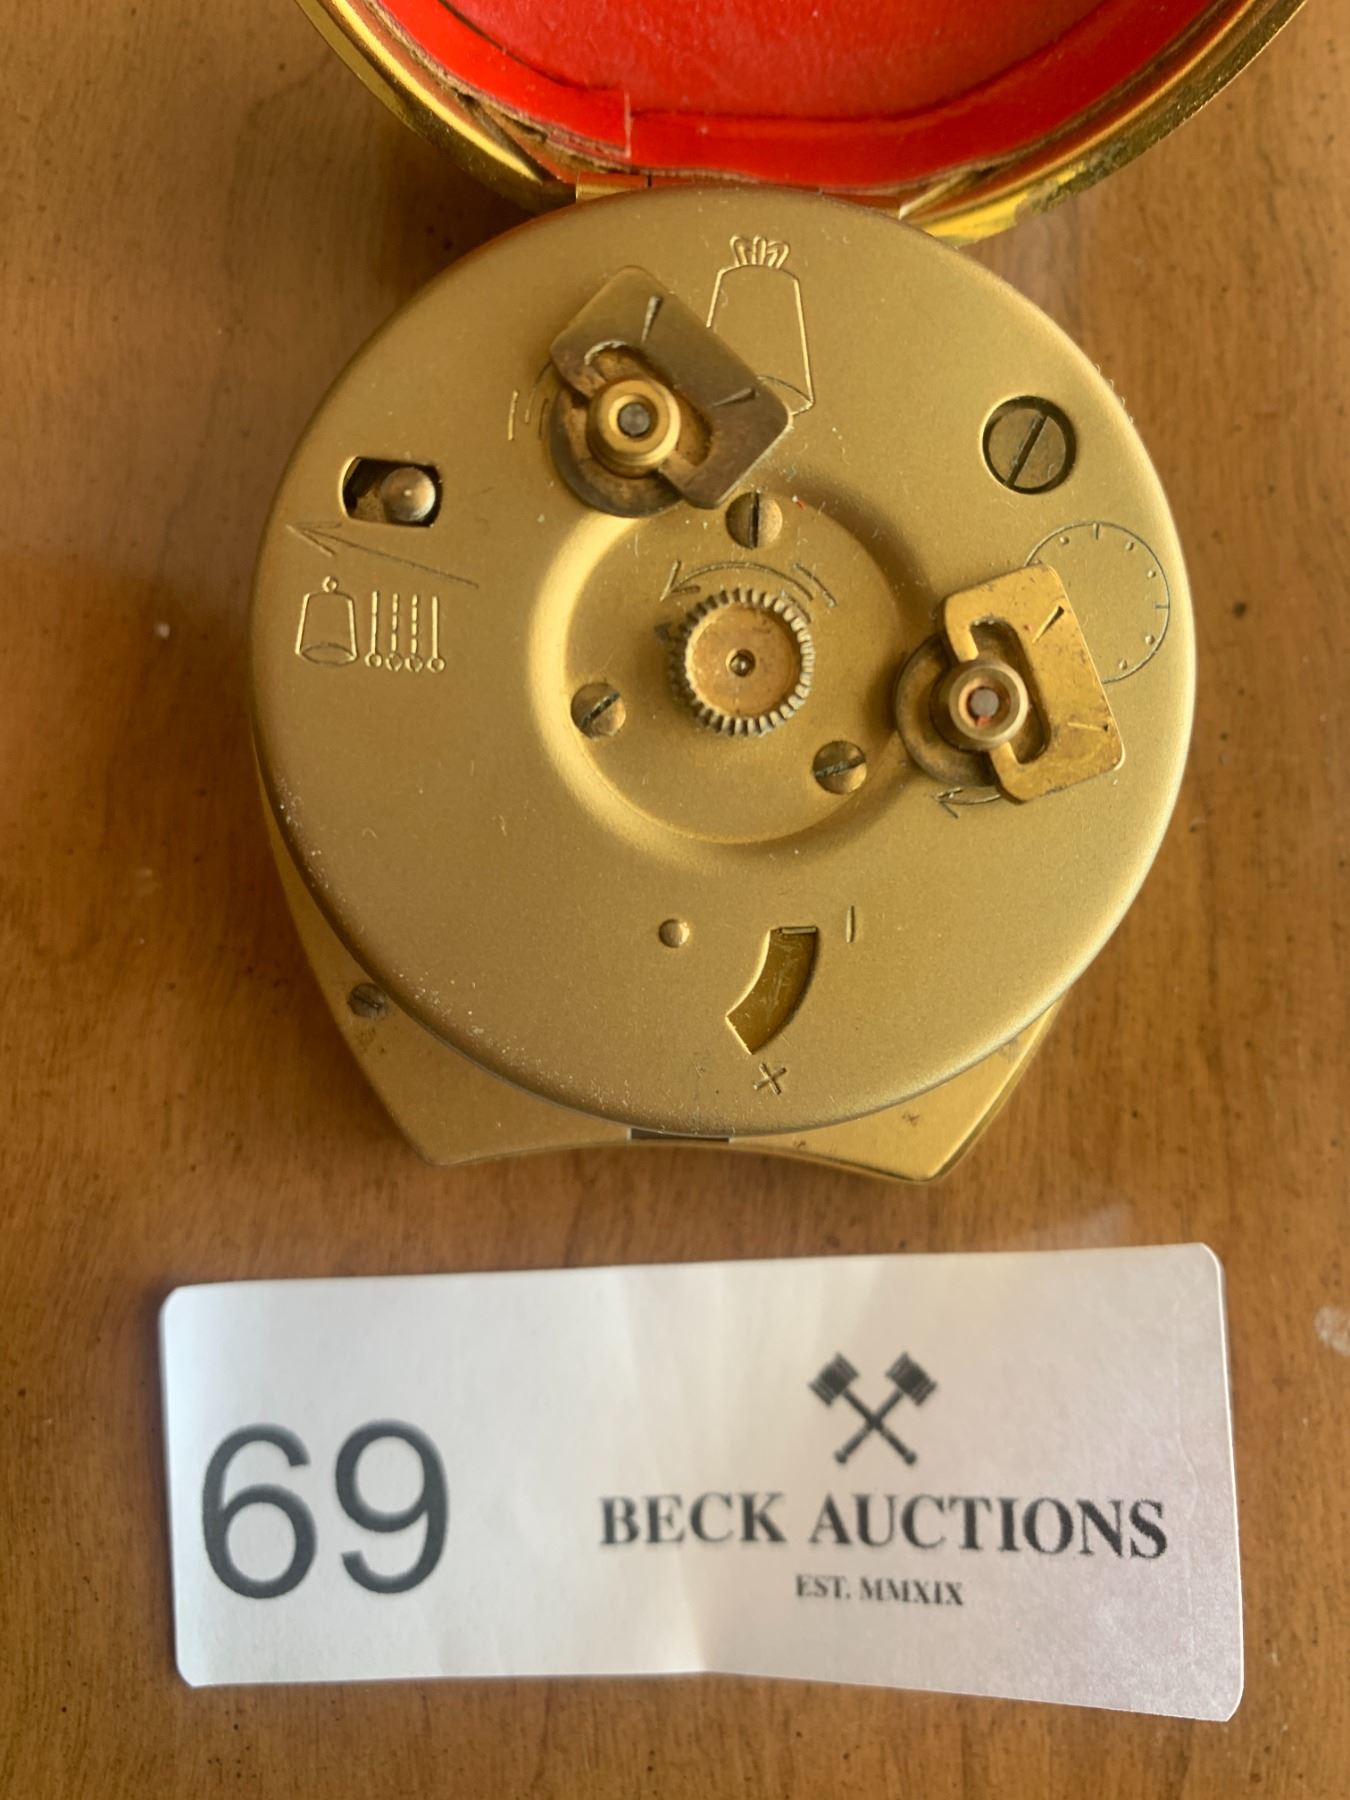 +
69
BECK AUCTIONS
EST. MMXIX